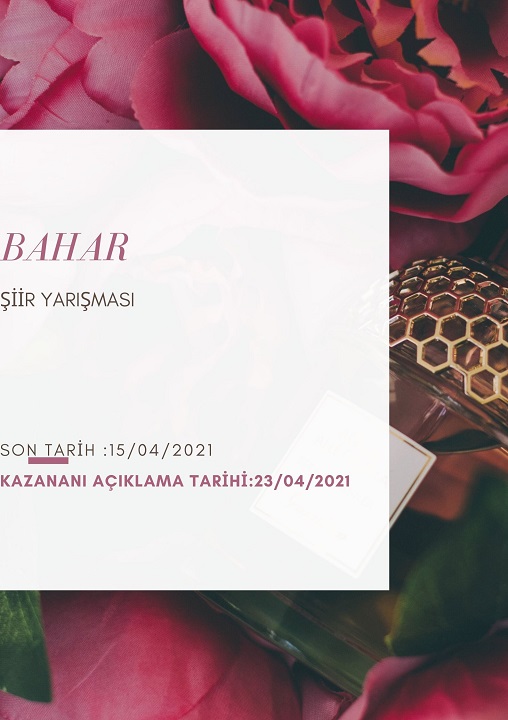 BAHAR
ŞİİR YARIŞMASI
SON TARİH :15/04/2021
KAZANANI AÇIKLAMA TARİHİ:23/04/2021